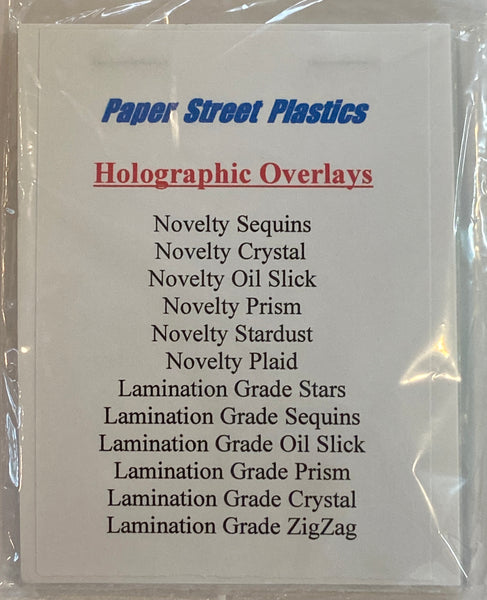 Paper Street Plastics
Holographic Overlays
Novelty Sequins
Novelty Crystal
Novelty Oil Slick
Novelty Prism
Novelty Stardust
Novelty Plaid
Lamination Grade Stars
Lamination Grade Sequins
Lamination Grade Oil Slick
Lamination Grade Prism
Lamination Grade Crystal
Lamination Grade ZigZag